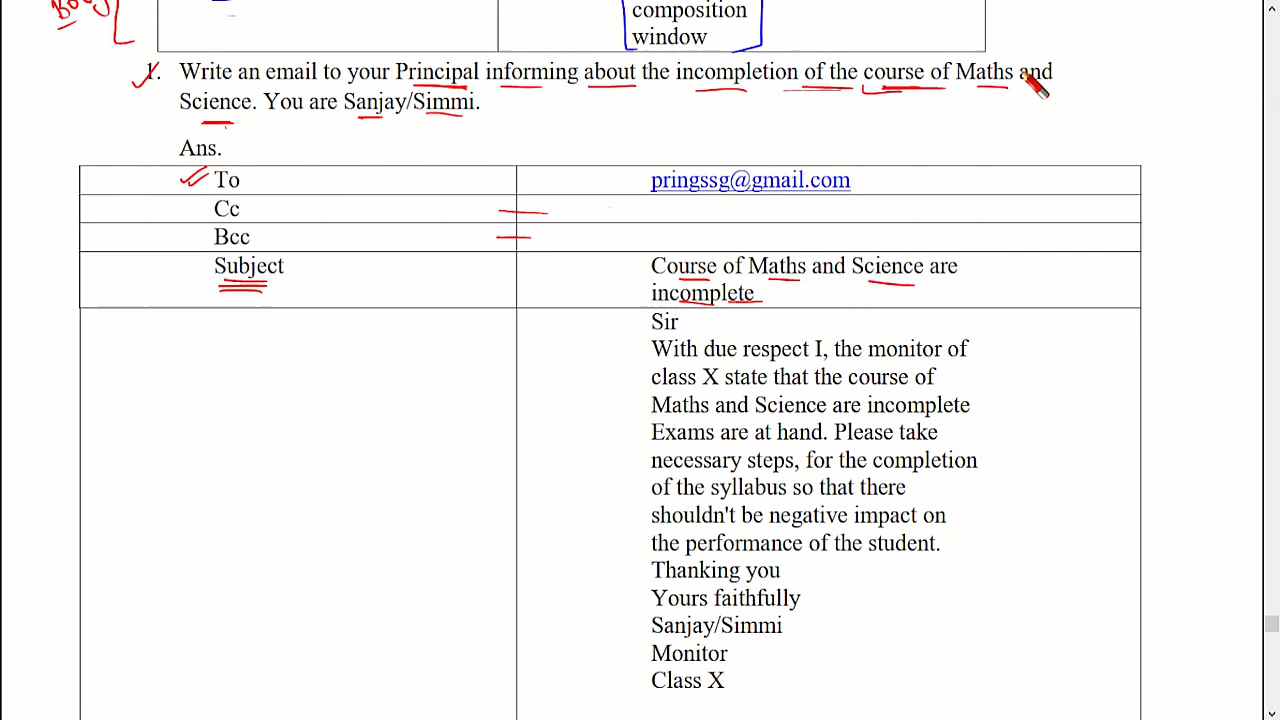 composition
window
1. Write an email to your Principal informing about the incompletion of the course of Maths and
Science. You are Sanjay/Simmi.
Ans.
To pringssg@gmail.com
Cc
Bcc
Subject Course of Maths and Science are
incomplete
Sir
With due respect I, the monitor of
class X state that the course of
Maths and Science are incomplete
Exams are at hand. Please take
necessary steps, for the completion
of the syllabus so that there
shouldn't be negative impact on
the performance of the student.
Thanking you
Yours faithfully
Sanjay/Simmi
Monitor
Class X